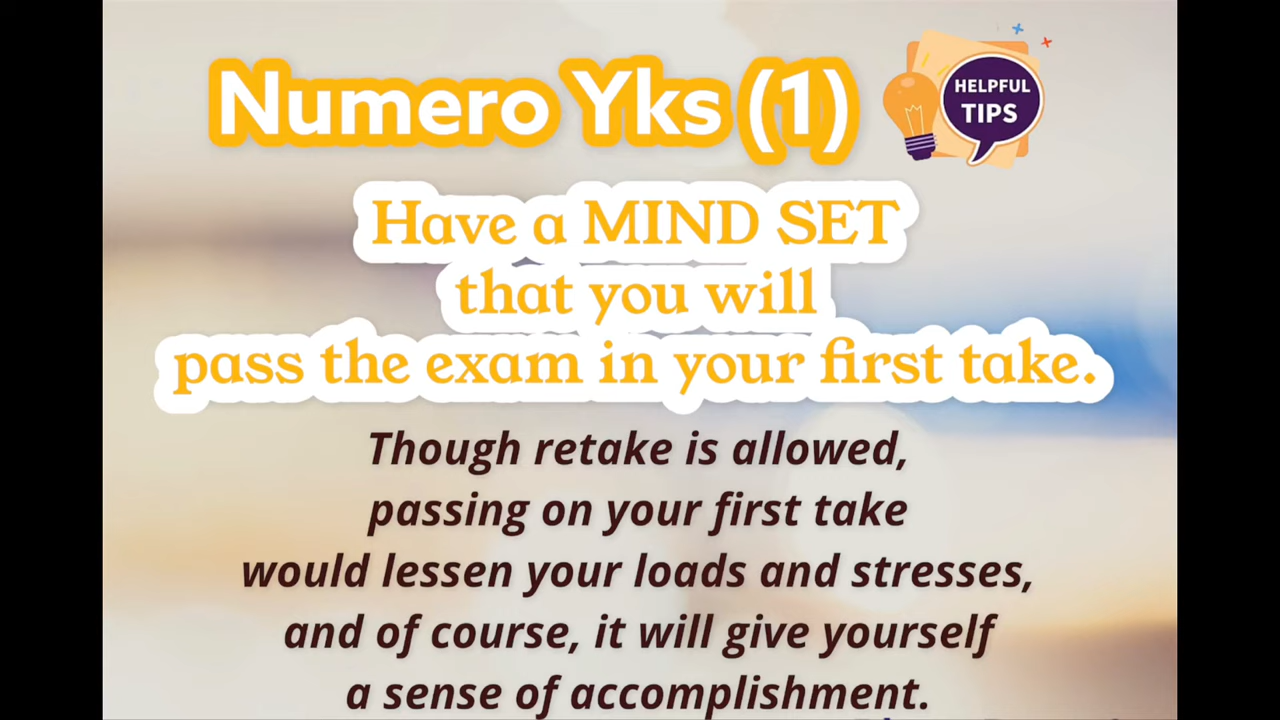 Numero Yks (1)
HELPFUL
TIPS
Have a MIND SET
that you will
pass the exam in your first take.
Though retake is allowed,
passing on your first take
would lessen your loads and stresses,
and of course, it will give yourself
a sense of accomplishment.